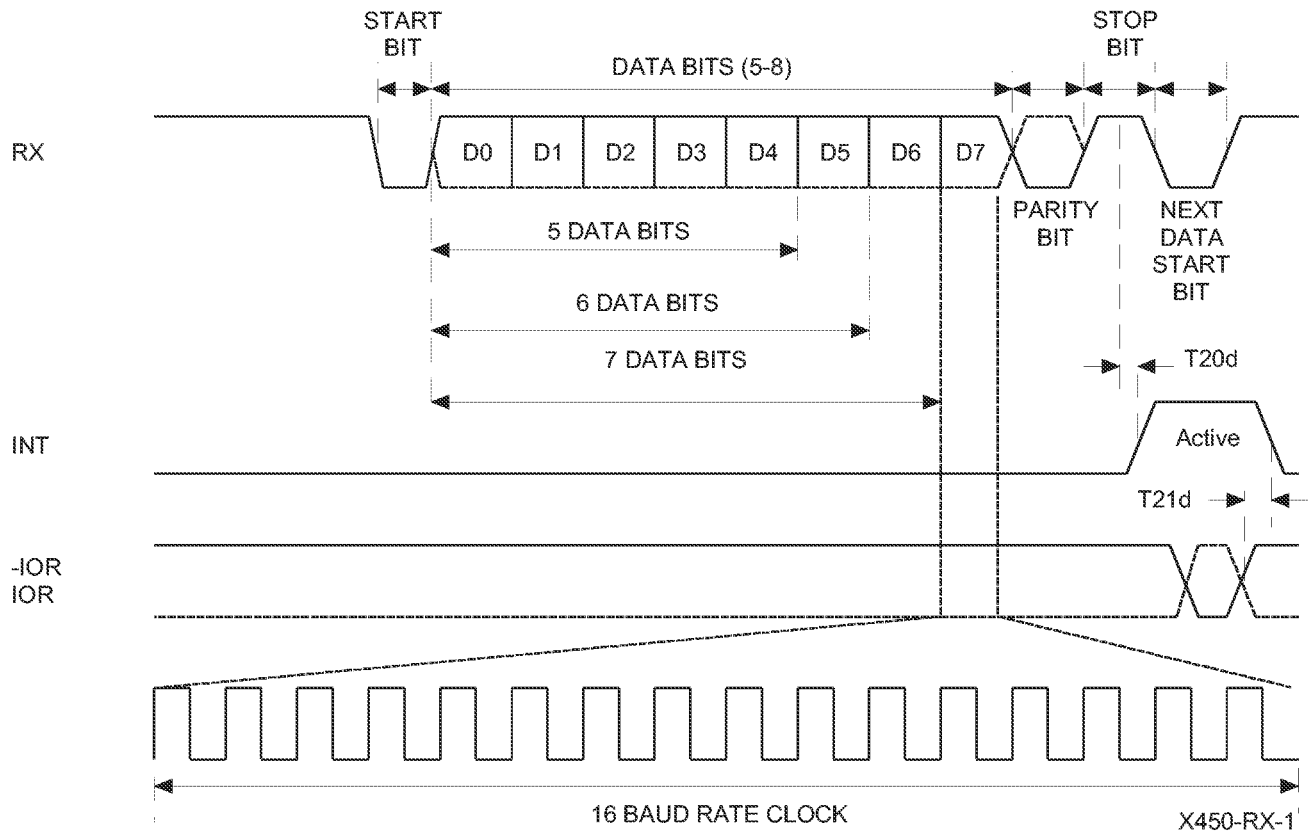 START
BIT
STOP
BIT
DATA BITS (5-8)
RX
D0 D1 D2 D3 D4 D5 D6 D7
PARITY
BIT
NEXT
DATA
START
BIT
5 DATA BITS
6 DATA BITS
7 DATA BITS
T20d
INT
Active
T21d
-IOR
IOR
16 BAUD RATE CLOCK
X450-RX-1